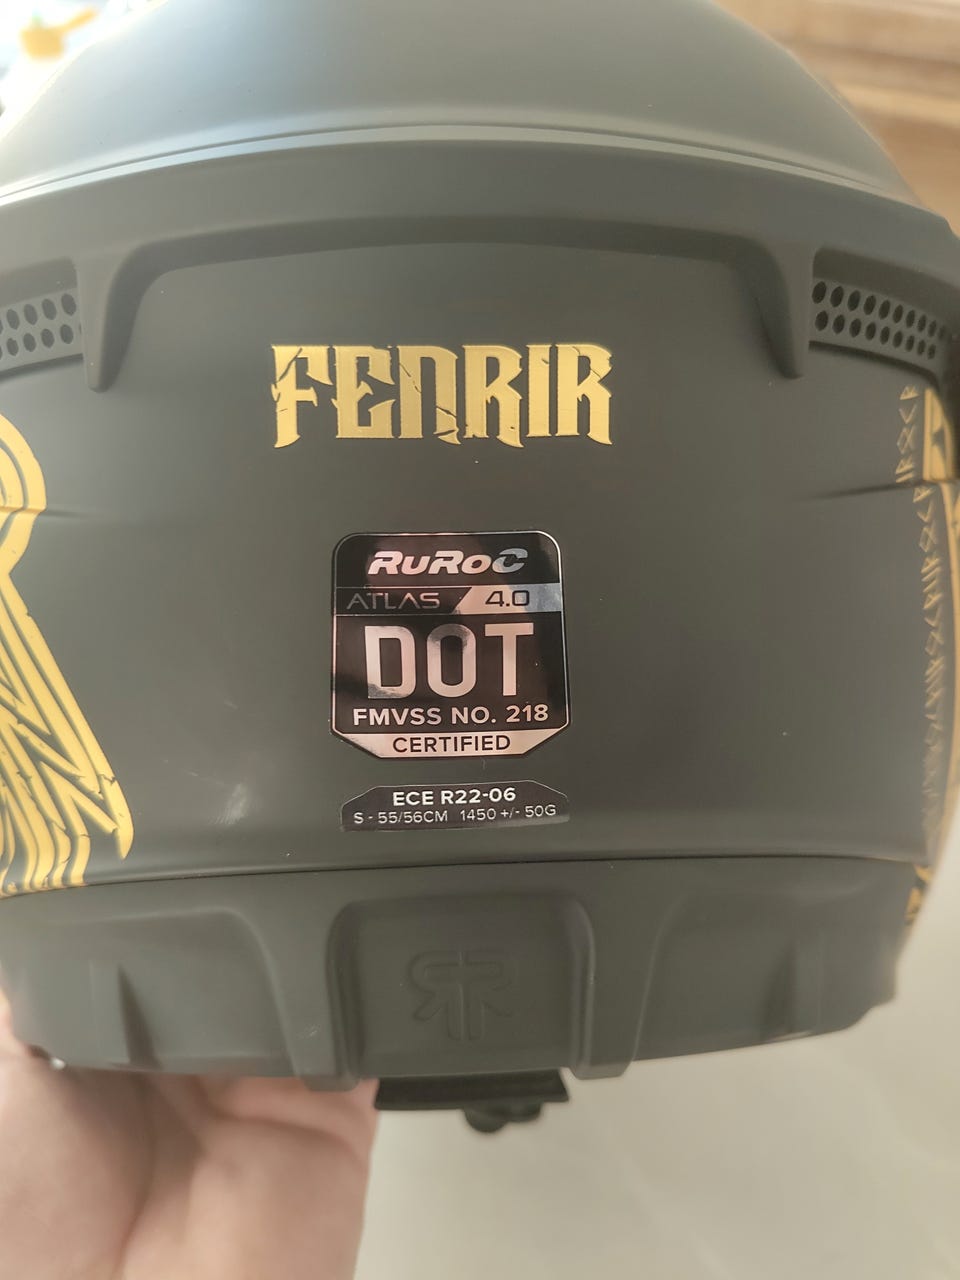 FENRIR
RUROC
ATLAS 4.0
DOT
FMVSS NO. 218
CERTIFIED
ECE R22-06
S - 55/56CM 1450 +/- 50G